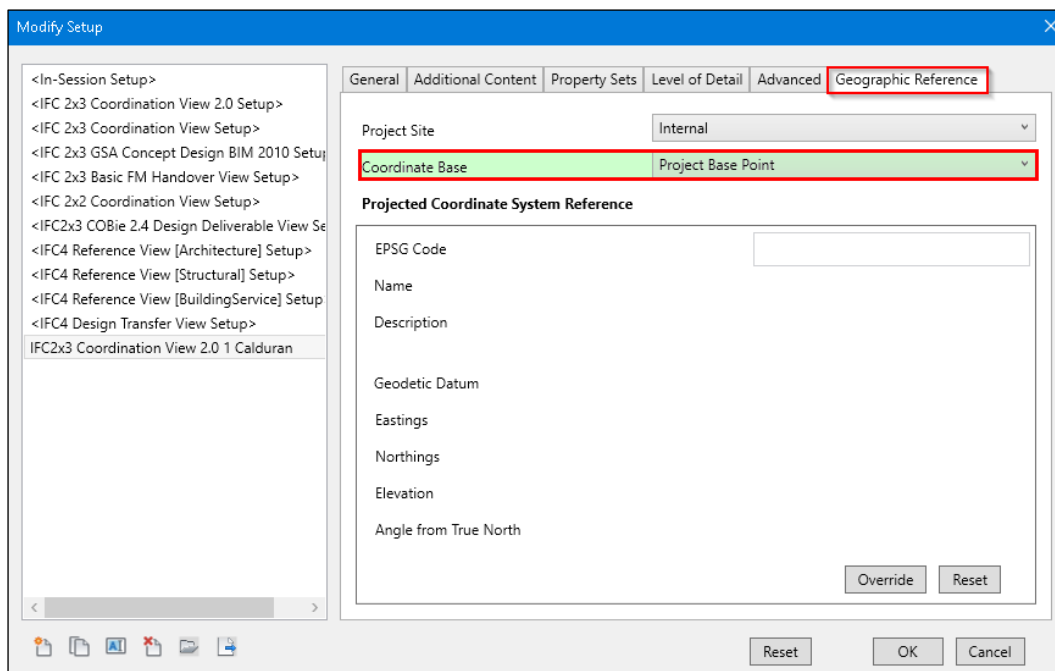 Modify Setup
<In-Session Setup>
<IFC 2x3 Coordination View 2.0 Setup>
<IFC 2x3 Coordination View Setup>
<IFC 2x3 GSA Concept Design BIM 2010 Setup
<IFC 2x3 Basic FM Handover View Setup>
<IFC 2x2 Coordination View Setup>
<IFC2x3 COBie 2.4 Design Deliverable View Se
<IFC4 Reference View [Architecture] Setup>
<IFC4 Reference View [Structural] Setup>
<IFC4 Reference View [BuildingService] Setup
<IFC4 Design Transfer View Setup>
IFC2x3 Coordination View 2.0 1 Calduran
General Additional Content Property Sets Level of Detail Advanced Geographic Reference
Project Site Internal
Coordinate Base Project Base Point
Projected Coordinate System Reference
EPSG Code
Name
Description
Geodetic Datum
Eastings
Northings
Elevation
Angle from True North
Override Reset
Reset OK Cancel